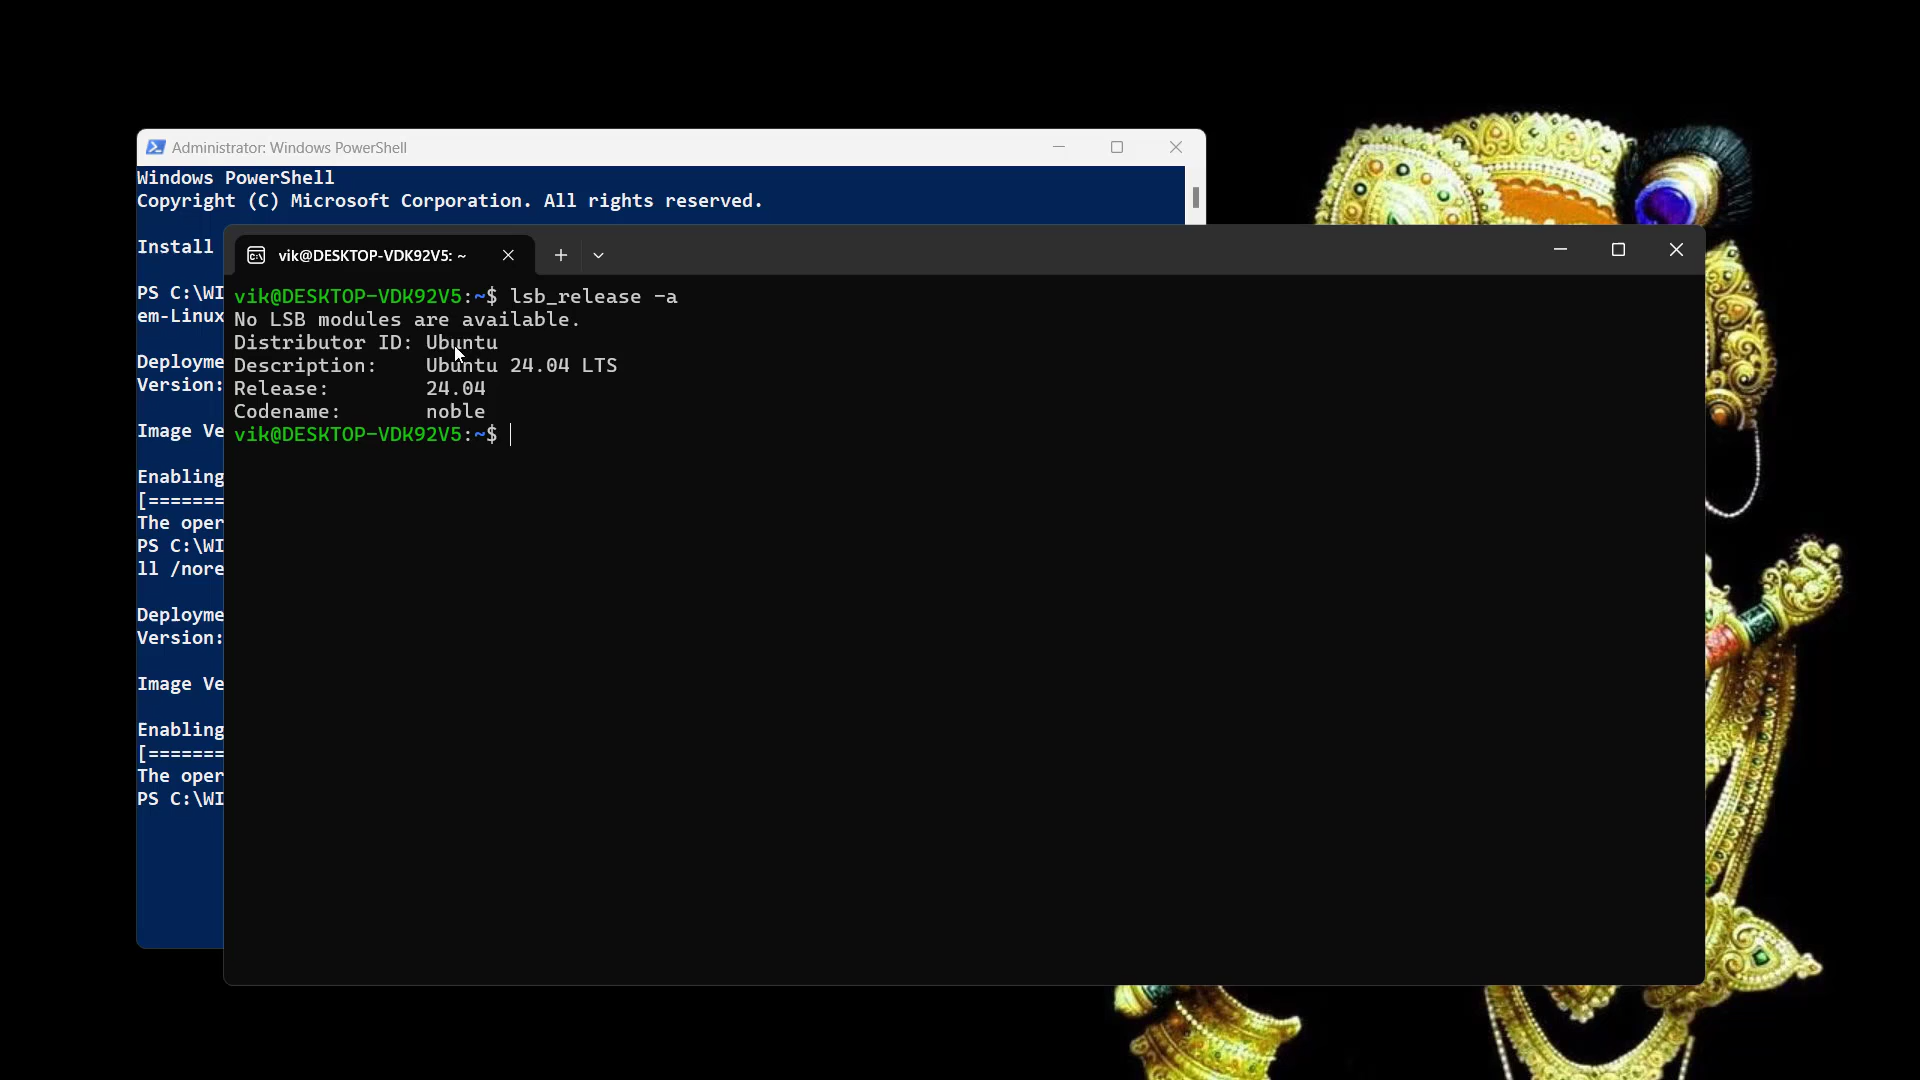 Administrator: Windows PowerShell
Windows PowerShell
Copyright (C) Microsoft Corporation. All rights reserved.
Install
PS C:\WI
em-Linux
Deployme
Version:
Image Ve
Enabling
[=======
The oper
PS C:\WI
ll /nore
Deployme
Version:
Image Ve
Enabling
[=======
The oper
PS C:\WI
vik@DESKTOP-VDK92V5: ~
vik@DESKTOP-VDK92V5:~$ lsb_release -a
No LSB modules are available.
Distributor ID: Ubuntu
Description: Ubuntu 24.04 LTS
Release: 24.04
Codename: noble
vik@DESKTOP-VDK92V5:~$